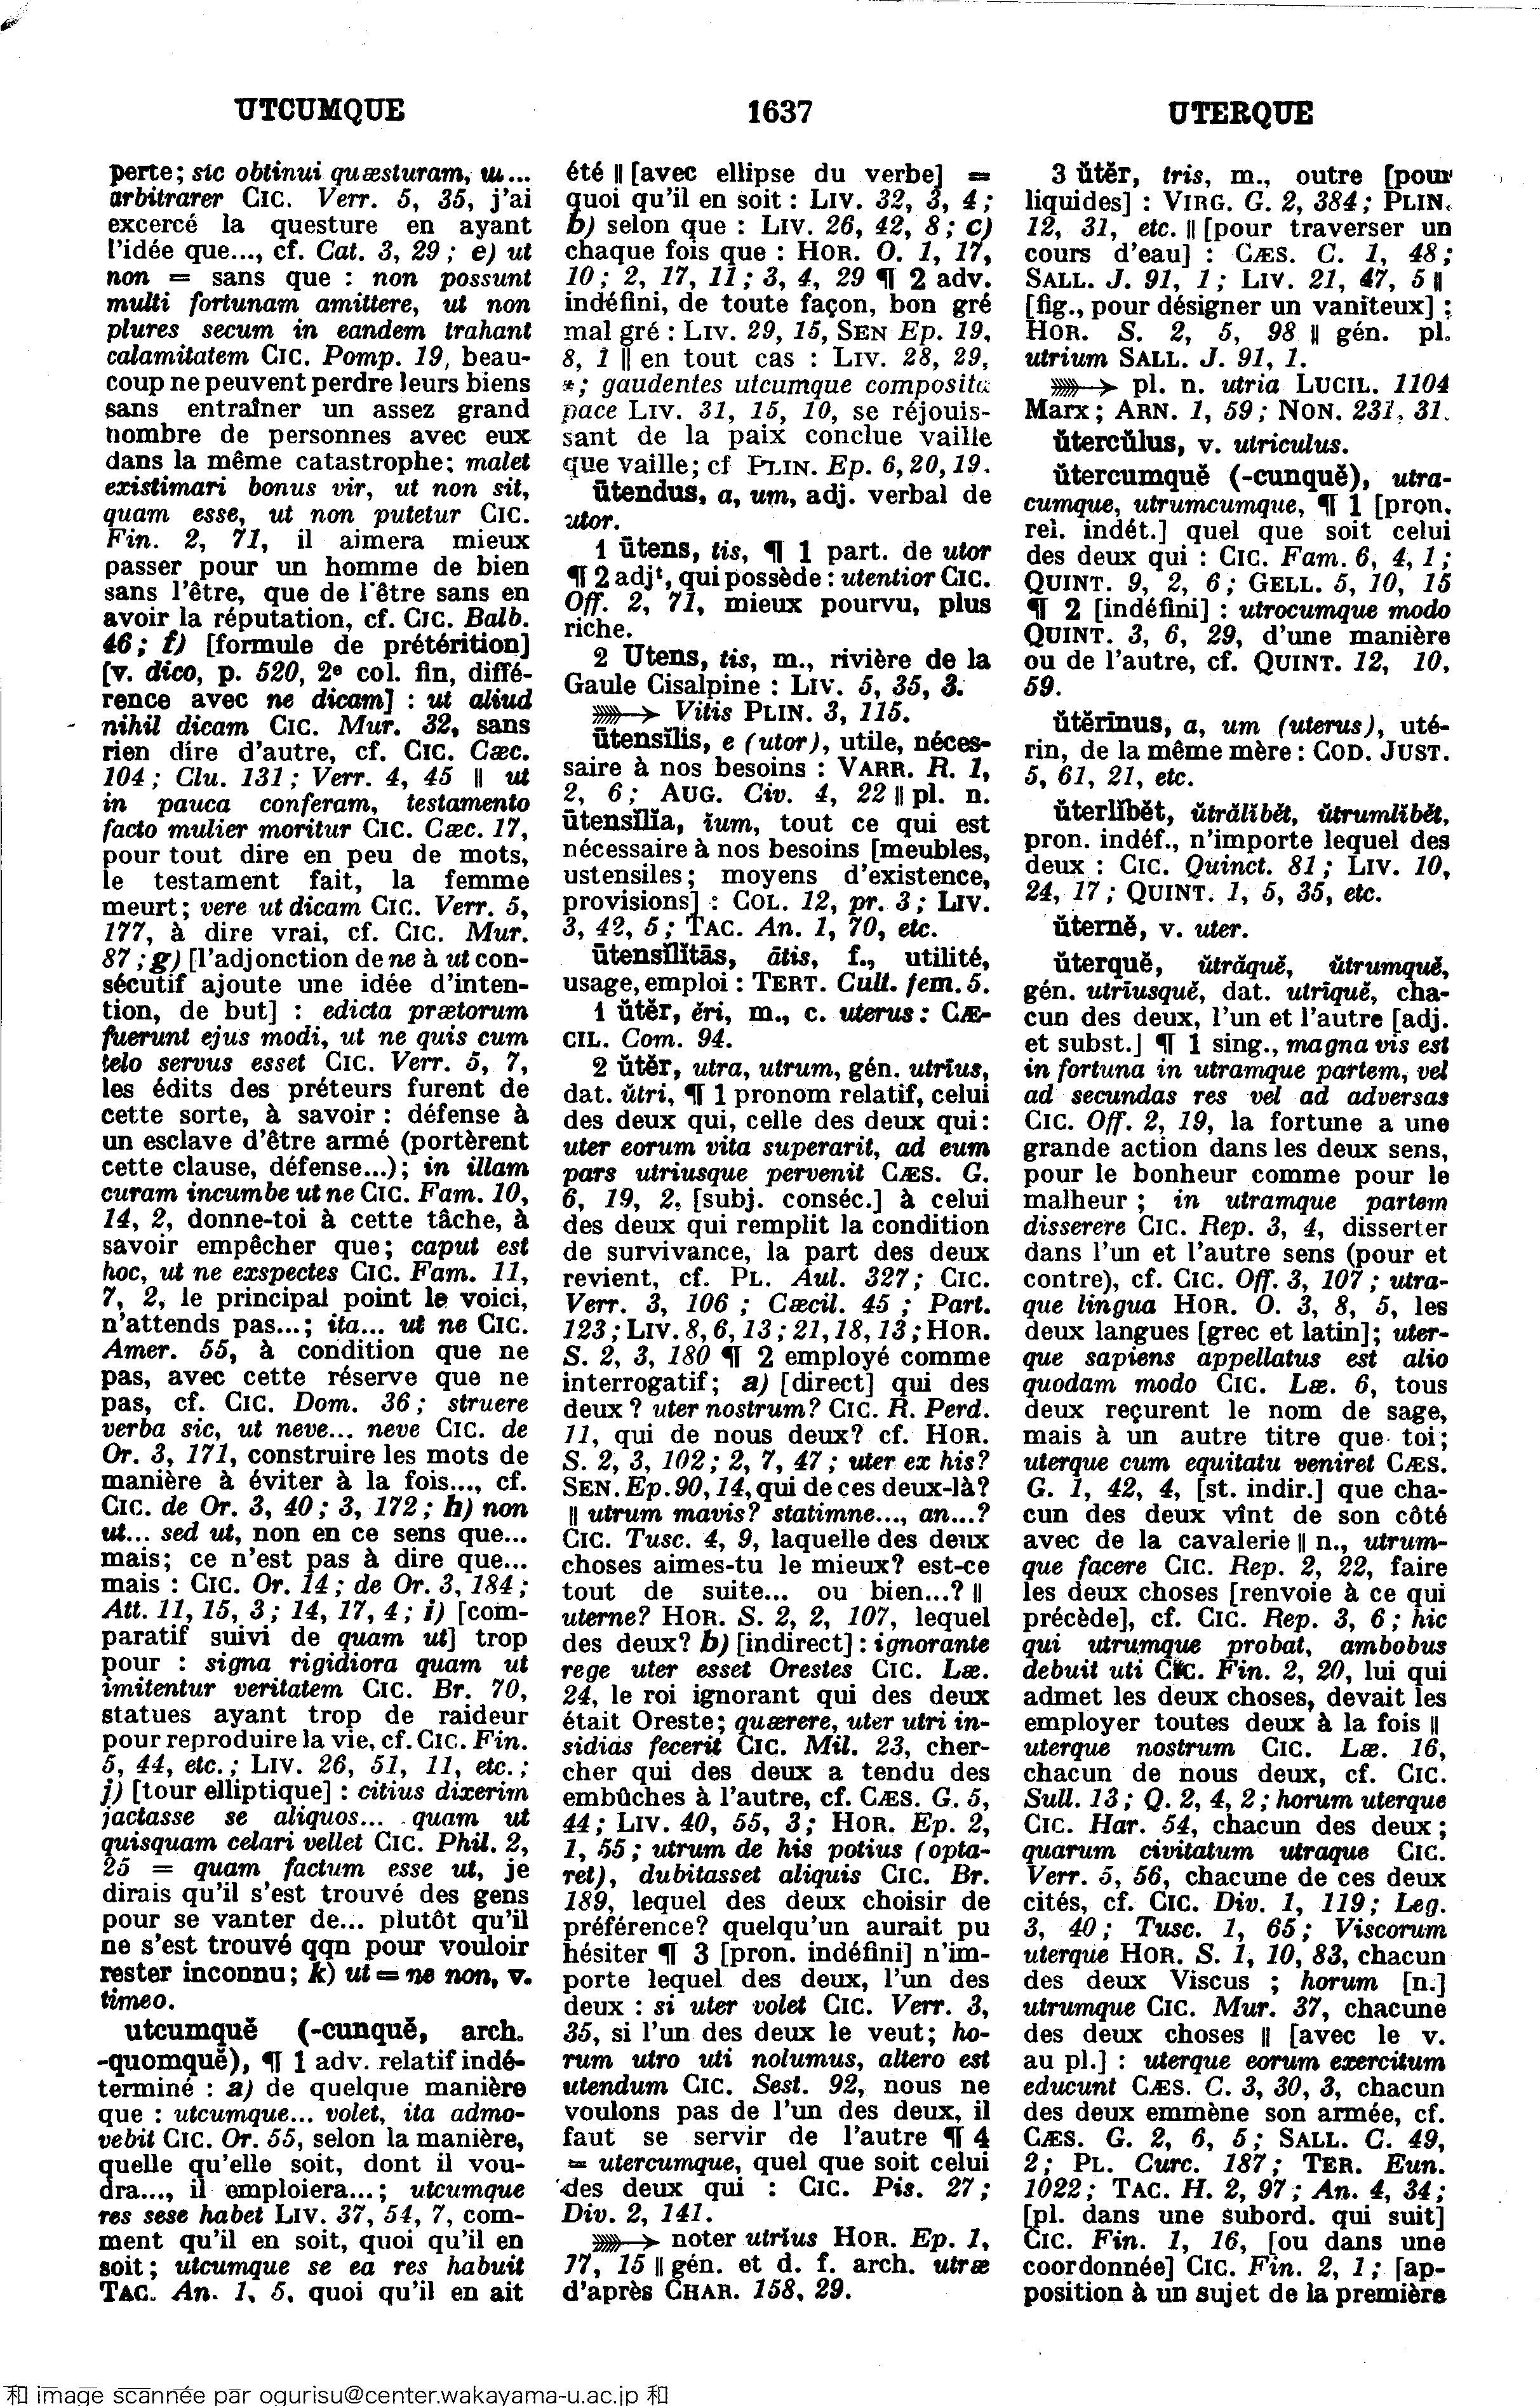 UTCUMQUE
1637
UTERQUE
perte; sic obtinui quæsturam, ut...
arbitrarer CIC. Verr. 5, 35, j'ai
excercé la questure en ayant
l'idée que..., cf. Cat. 3, 29; e) ut
non = sans que : non possunt
multi fortunam amittere, ut non
plures secum in eandem trahant
calamitatem CIC. Pomp. 19, beau-
coup ne peuvent perdre leurs biens
sans entraîner un assez grand
nombre de personnes avec eux
dans la même catastrophe; malet
existimari bonus vir, ut non sit,
quam esse, ut non putetur CIC.
Fin. 2, 71, il aimera mieux
passer pour un homme de bien
sans l'être, que de l'être sans en
avoir la réputation, cf. CIC. Balb.
46; f) [formule de prétérition]
[v. dico, p. 520, 2e col. fin, diffé-
rence avec ne dicam] : ut aliud
nihil dicam CIC. Mur. 32, sans
rien dire d'autre, cf. CIC. Cæc.
104; Clu. 131; Verr. 4, 45 || ut
in pauca conferam, testamento
facto mulier moritur CIC. Cæc. 17,
pour tout dire en peu de mots,
le testament fait, la femme
meurt; vere ut dicam CIC. Verr. 5,
177, à dire vrai, cf. CIC. Mur.
87; g) [l'adjonction de ne à ut con-
sécutif ajoute une idée d'inten-
tion, de but] : edicta prætorum
fuerunt ejus modi, ut ne quis cum
telo servus esset CIC. Verr. 5, 7,
les édits des préteurs furent de
cette sorte, à savoir : défense à
un esclave d'être armé (portèrent
cette clause, défense...); in illam
curam incumbe ut ne CIC. Fam. 10,
14, 2, donne-toi à cette tâche, à
savoir empêcher que; caput est
hoc, ut ne exspectes CIC. Fam. 11,
7, 2, le principal point le voici,
n'attends pas...; ita... ut ne CIC.
Amer. 55, à condition que ne
pas, avec cette réserve que ne
pas, cf. CIC. Dom. 36; struere
verba sic, ut neve... neve CIC. de
Or. 3, 171, construire les mots de
manière à éviter à la fois..., cf.
CIC. de Or. 3, 40; 3, 172; h) non
ut... sed ut, non en ce sens que...
mais; ce n'est pas à dire que...
mais : CIC. Or. 14; de Or. 3, 184;
Att. 11, 15, 3; 14, 17, 4; i) [com-
paratif suivi de quam ut] trop
pour : signa rigidiora quam ut
imitentur veritatem CIC. Br. 70,
statues ayant trop de raideur
pour reproduire la vie, cf. CIC. Fin.
5, 44, etc.; LIV. 26, 51, 11, etc.;
j) [tour elliptique] : citius dixerim
jactasse se aliquos... quam ut
quisquam celari vellet CIC. Phil. 2,
25 = quam factum esse ut, je
dirais qu'il s'est trouvé des gens
pour se vanter de... plutôt qu'il
ne s'est trouvé qqn pour vouloir
rester inconnu; k) ut = ne non, v.
timeo.
utcumquĕ (-cunquĕ, arch.
-quomquĕ), ¶ 1 adv. relatif indé-
terminé : a) de quelque manière
que : utcumque... volet, ita admo-
vebit CIC. Or. 55, selon la manière,
quelle qu'elle soit, dont il vou-
dra..., il emploiera...; utcumque
res sese habet LIV. 37, 54, 7, com-
ment qu'il en soit, quoi qu'il en
soit; utcumque se ea res habuit
TAC. An. 1, 5, quoi qu'il en ait
été || [avec ellipse du verbe] =
quoi qu'il en soit : LIV. 32, 3, 4;
b) selon que : LIV. 26, 42, 8; c)
chaque fois que : HOR. O. 1, 17,
10; 2, 17, 11; 3, 4, 29 ¶ 2 adv.
indéfini, de toute façon, bon gré
mal gré : LIV. 29, 15, SEN Ep. 19,
8, 1 || en tout cas : LIV. 28, 29,
*; gaudentes utcumque composita
pace LIV. 31, 15, 10, se réjouis-
sant de la paix conclue vaille
que vaille; cf PLIN. Ep. 6, 20, 19.
ūtendus, a, um, adj. verbal de
utor.
1 ūtens, tis, ¶ 1 part. de utor
¶ 2 adjt, qui possède : utentior CIC.
Off. 2, 71, mieux pourvu, plus
riche.
2 Utens, tis, m., rivière de la
Gaule Cisalpine : LIV. 5, 35, 3.
➳ Vitis PLIN. 3, 115.
ūtensĭlis, e (utor), utile, néces-
saire à nos besoins : VARR. R. 1,
2, 6; AUG. Civ. 4, 22 || pl. n.
ūtensĭlĭa, ĭum, tout ce qui est
nécessaire à nos besoins [meubles,
ustensiles; moyens d'existence,
provisions] : COL. 12, pr. 3; LIV.
3, 42, 5; TAC. An. 1, 70, etc.
ūtensĭlĭtās, ātis, f., utilité,
usage, emploi : TERT. Cult. fem. 5.
1 ŭtĕr, ĕri, m., c. uterus : CÆ-
CIL. Com. 94.
2 ŭtĕr, utra, utrum, gén. utrīus,
dat. ŭtri, ¶ 1 pronom relatif, celui
des deux qui, celle des deux qui :
uter eorum vita superarit, ad eum
pars utriusque pervenit CÆS. G.
6, 19, 2, [subj. conséc.] à celui
des deux qui remplit la condition
de survivance, la part des deux
revient, cf. PL. Aul. 327; CIC.
Verr. 3, 106; Cæcil. 45; Part.
123; LIV. 8, 6, 13; 21, 18, 13; HOR.
S. 2, 3, 180 ¶ 2 employé comme
interrogatif; a) [direct] qui des
deux ? uter nostrum? CIC. R. Perd.
11, qui de nous deux? cf. HOR.
S. 2, 3, 102; 2, 7, 47; uter ex his?
SEN. Ep. 90, 14, qui de ces deux-là?
|| utrum mavis? statimne..., an...?
CIC. Tusc. 4, 9, laquelle des deux
choses aimes-tu le mieux? est-ce
tout de suite... ou bien...? ||
uterne? HOR. S. 2, 2, 107, lequel
des deux? b) [indirect] : ignorante
rege uter esset Orestes CIC. Læ.
24, le roi ignorant qui des deux
était Oreste; quærere, uter utri in-
sidias fecerit CIC. Mil. 23, cher-
cher qui des deux a tendu des
embûches à l'autre, cf. CÆS. G. 5,
44; LIV. 40, 55, 3; HOR. Ep. 2,
1, 55; utrum de his potius (opta-
ret), dubitasset aliquis CIC. Br.
189, lequel des deux choisir de
préférence? quelqu'un aurait pu
hésiter ¶ 3 [pron. indéfini] n'im-
porte lequel des deux, l'un des
deux : si uter volet CIC. Verr. 3,
35, si l'un des deux le veut; ho-
rum utro uti nolumus, altero est
utendum CIC. Sest. 92, nous ne
voulons pas de l'un des deux, il
faut se servir de l'autre ¶ 4
= utercumque, quel que soit celui
des deux qui : CIC. Pis. 27;
Div. 2, 141.
➳ noter utrĭus HOR. Ep. 1,
17, 15 || gén. et d. f. arch. utræ
d'après CHAR. 158, 29.
3 ŭtĕr, tris, m., outre [pour
liquides] : VIRG. G. 2, 384; PLIN.
12, 31, etc. || [pour traverser un
cours d'eau] : CÆS. C. 1, 48;
SALL. J. 91, 1; LIV. 21, 47, 5 ||
[fig., pour désigner un vaniteux] :
HOR. S. 2, 5, 98 || gén. pl.
utrium SALL. J. 91, 1.
➳ pl. n. utria LUCIL. 1104
Marx; ARN. 1, 59; NON. 231, 31.
ŭtercŭlus, v. utriculus.
ŭtercumquĕ (-cunquĕ), utra-
cumque, utrumcumque, ¶ 1 [pron.
rel. indét.] quel que soit celui
des deux qui : CIC. Fam. 6, 4, 1;
QUINT. 9, 2, 6; GELL. 5, 10, 15
¶ 2 [indéfini] : utrocumque modo
QUINT. 3, 6, 29, d'une manière
ou de l'autre, cf. QUINT. 12, 10,
59.
ŭtĕrīnus, a, um (uterus), uté-
rin, de la même mère : COD. JUST.
5, 61, 21, etc.
ŭterlĭbĕt, ŭtrălĭbĕt, ŭtrumlĭbĕt,
pron. indéf., n'importe lequel des
deux : CIC. Quinct. 81; LIV. 10,
24, 17; QUINT. 1, 5, 35, etc.
ŭternĕ, v. uter.
ŭterquĕ, ŭtrăquĕ, ŭtrumquĕ,
gén. utrīusquĕ, dat. utrīquĕ, cha-
cun des deux, l'un et l'autre [adj.
et subst.] ¶ 1 sing., magna vis est
in fortuna in utramque partem, vel
ad secundas res vel ad adversas
CIC. Off. 2, 19, la fortune a une
grande action dans les deux sens,
pour le bonheur comme pour le
malheur; in utramque partem
disserere CIC. Rep. 3, 4, disserter
dans l'un et l'autre sens (pour et
contre), cf. CIC. Off. 3, 107; utra-
que lingua HOR. O. 3, 8, 5, les
deux langues [grec et latin]; uter-
que sapiens appellatus est alio
quodam modo CIC. Læ. 6, tous
deux reçurent le nom de sage,
mais à un autre titre que toi;
uterque cum equitatu veniret CÆS.
G. 1, 42, 4, [st. indir.] que cha-
cun des deux vînt de son côté
avec de la cavalerie || n., utrum-
que facere CIC. Rep. 2, 22, faire
les deux choses [renvoie à ce qui
précède], cf. CIC. Rep. 3, 6; hic
qui utrumque probat, ambobus
debuit uti CIC. Fin. 2, 20, lui qui
admet les deux choses, devait les
employer toutes deux à la fois ||
uterque nostrum CIC. Læ. 16,
chacun de nous deux, cf. CIC.
Sull. 13; Q. 2, 4, 2; horum uterque
CIC. Har. 54, chacun des deux;
quarum civitatum utraque CIC.
Verr. 5, 56, chacune de ces deux
cités, cf. CIC. Div. 1, 119; Leg.
3, 40; Tusc. 1, 65; Viscorum
uterque HOR. S. 1, 10, 83, chacun
des deux Viscus ; horum [n.]
utrumque CIC. Mur. 37, chacune
des deux choses || [avec le v.
au pl.] : uterque eorum exercitum
educunt CÆS. C. 3, 30, 3, chacun
des deux emmène son armée, cf.
CÆS. G. 2, 6, 5; SALL. C. 49,
2; PL. Curc. 187; TER. Eun.
1022; TAC. H. 2, 97; An. 4, 34;
[pl. dans une subord. qui suit]
CIC. Fin. 1, 16, [ou dans une
coordonnée] CIC. Fin. 2, 1; [ap-
position à un sujet de la première
和 image scannée par ogurisu@center.wakayama-u.ac.jp 和